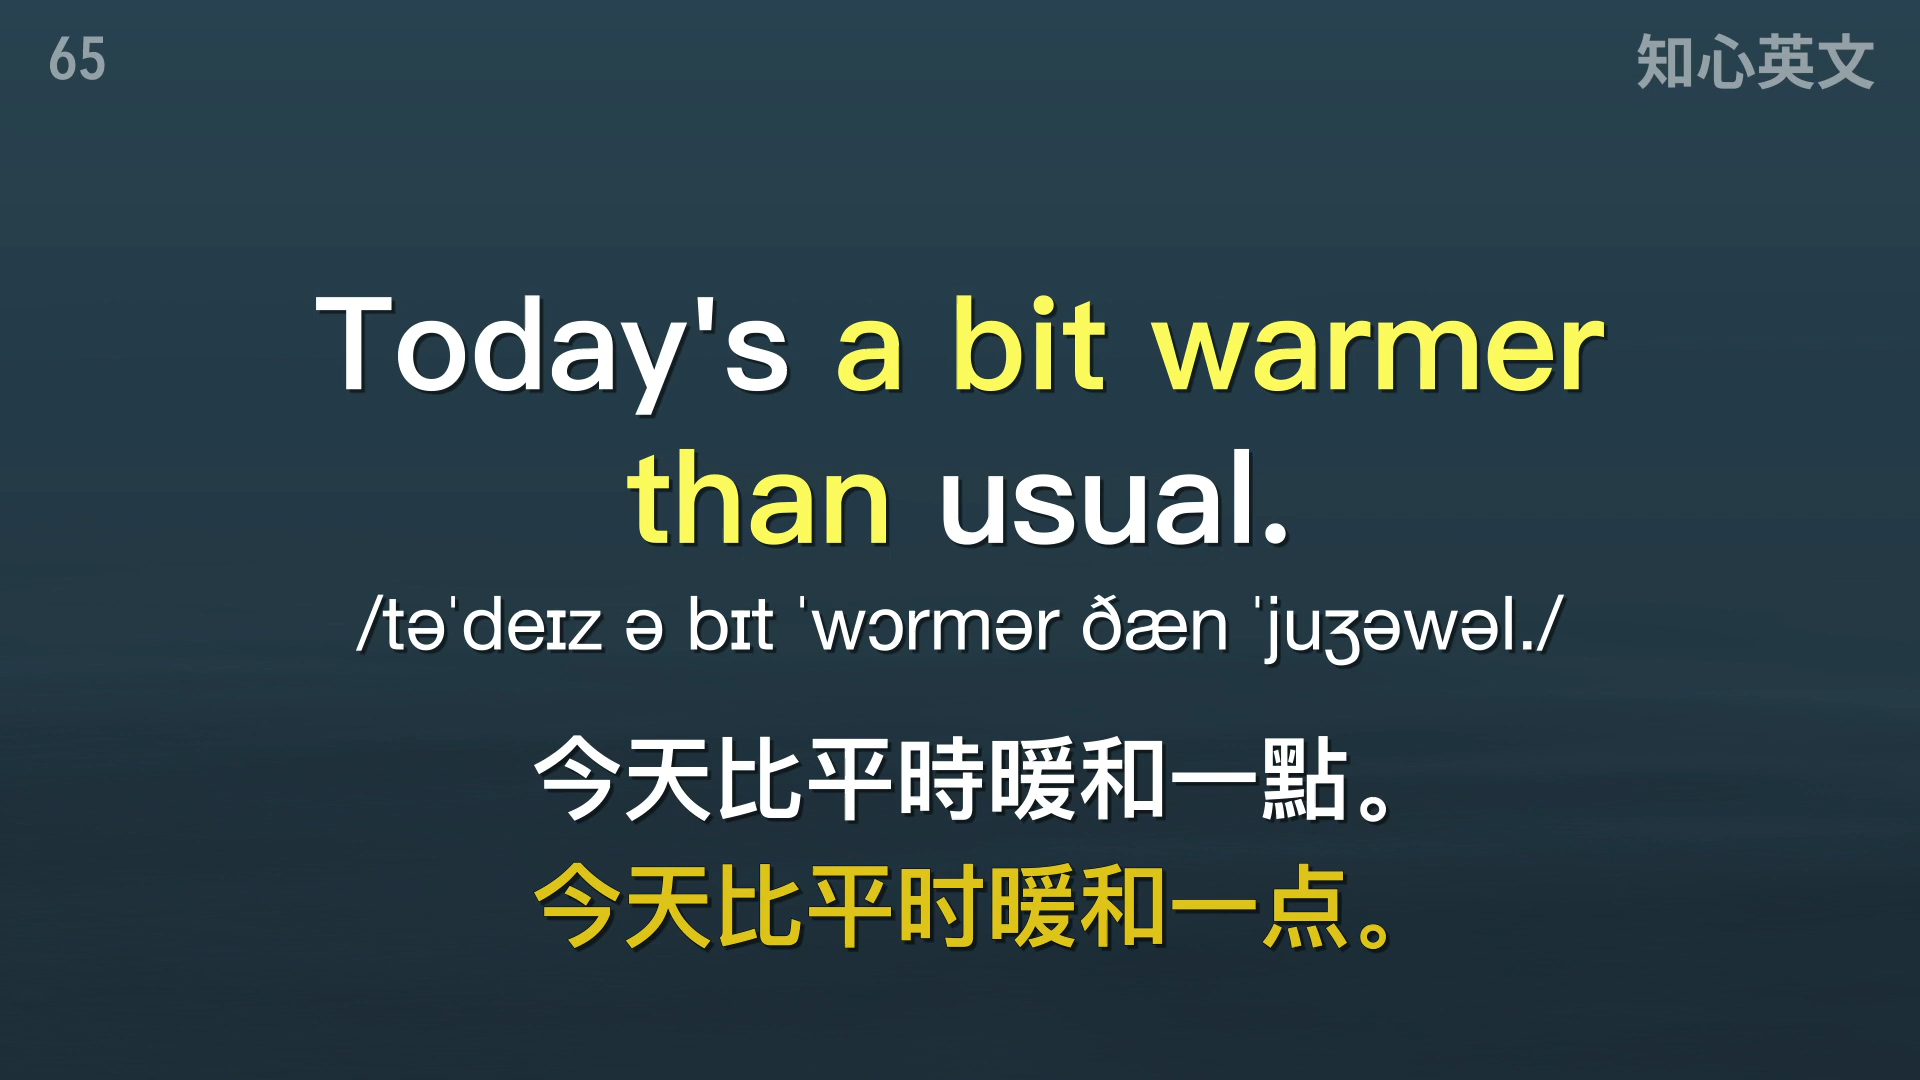 65
知心英文
Today's a bit warmer
than usual.
/təˈdeɪz ə bɪt ˈwɔrmər ðæn ˈjuʒəwəl./
今天比平時暖和一點。
今天比平时暖和一点。